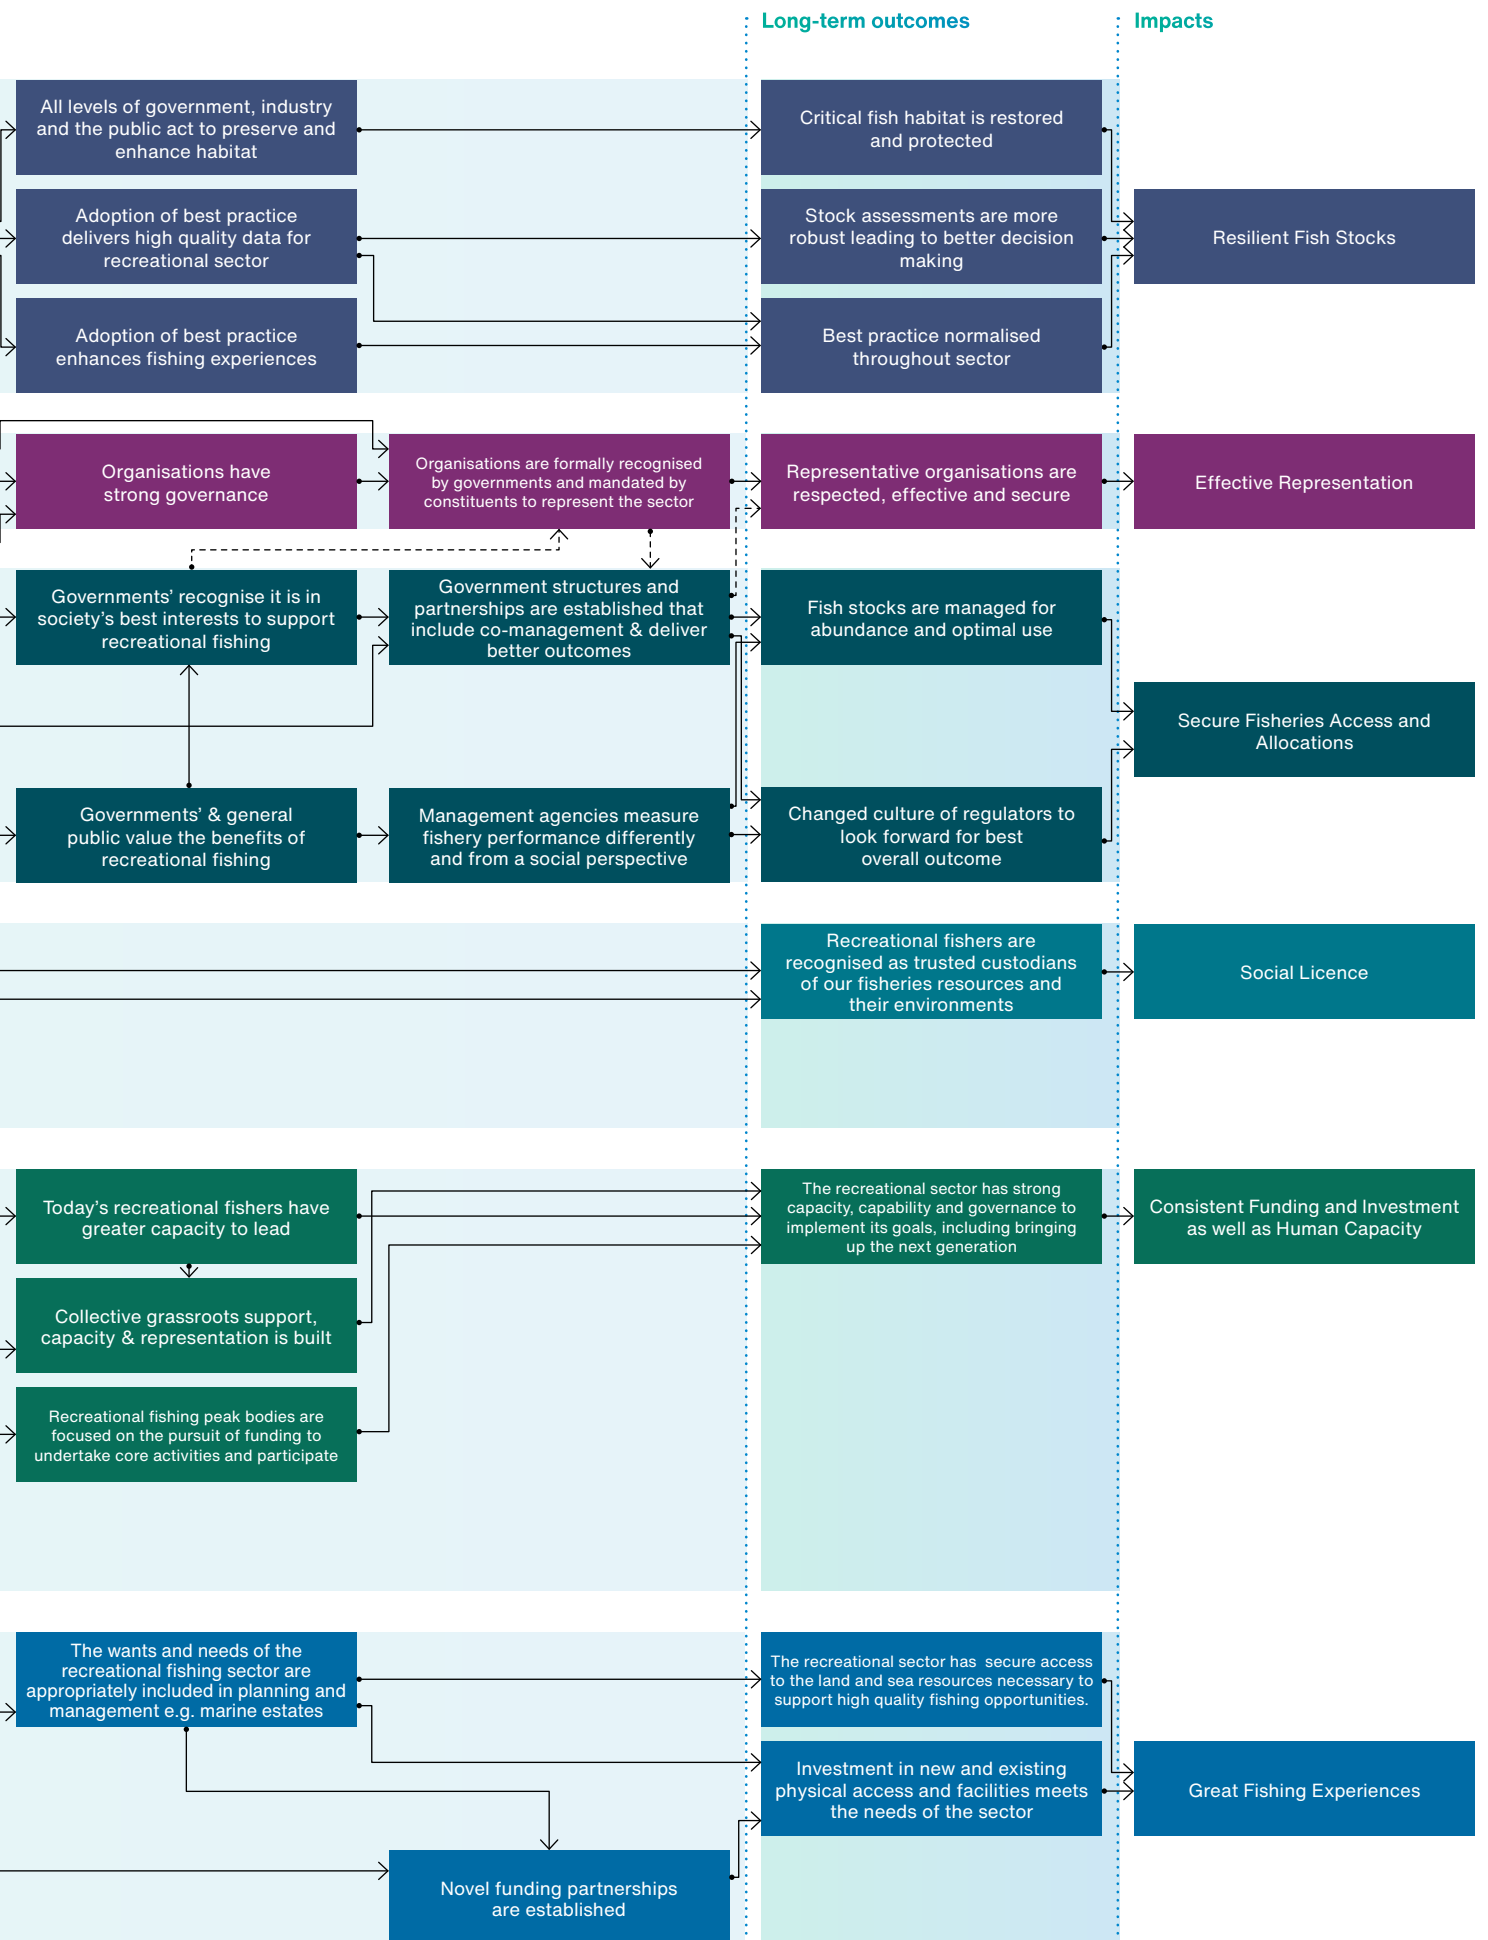 Long-term outcomes
Impacts
All levels of government, industry
and the public act to preserve and
enhance habitat
Critical fish habitat is restored
and protected
Adoption of best practice
delivers high quality data for
recreational sector
Stock assessments are more
robust leading to better decision
making
Resilient Fish Stocks
Adoption of best practice
enhances fishing experiences
Best practice normalised
throughout sector
Organisations have
strong governance
Organisations are formally recognised
by governments and mandated by
constituents to represent the sector
Representative organisations are
respected, effective and secure
Effective Representation
Governments' recognise it is in
society's best interests to support
recreational fishing
Government structures and
partnerships are established that
include co-management & deliver
better outcomes
Fish stocks are managed for
abundance and optimal use
Secure Fisheries Access and
Allocations
Governments' & general
public value the benefits of
recreational fishing
Management agencies measure
fishery performance differently
and from a social perspective
Changed culture of regulators to
look forward for best
overall outcome
Recreational fishers are
recognised as trusted custodians
of our fisheries resources and
their environments
Social Licence
Today's recreational fishers have
greater capacity to lead
The recreational sector has strong
capacity, capability and governance to
implement its goals, including bringing
up the next generation
Consistent Funding and Investment
as well as Human Capacity
Collective grassroots support,
capacity & representation is built
Recreational fishing peak bodies are
focused on the pursuit of funding to
undertake core activities and participate
The wants and needs of the
recreational fishing sector are
appropriately included in planning and
management e.g. marine estates
The recreational sector has secure access
to the land and sea resources necessary to
support high quality fishing opportunities.
Investment in new and existing
physical access and facilities meets
the needs of the sector
Great Fishing Experiences
Novel funding partnerships
are established